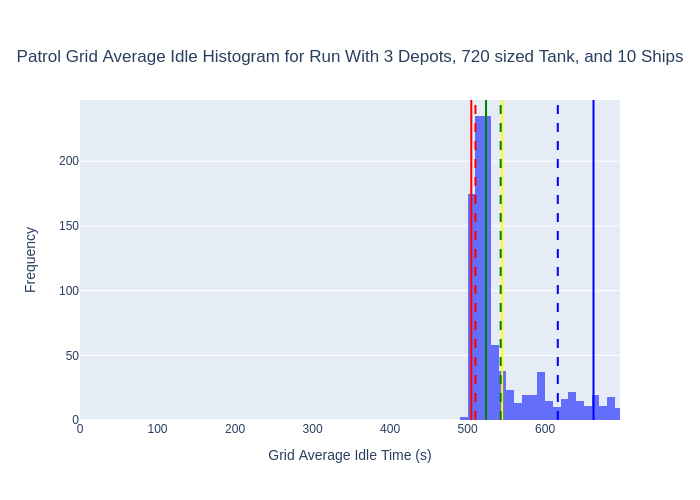 Patrol Grid Average Idle Histogram for Run With 3 Depots, 720 sized Tank, and 10 Ships
Frequency
200
150
100
50
0
0 100 200 300 400 500 600
Grid Average Idle Time (s)